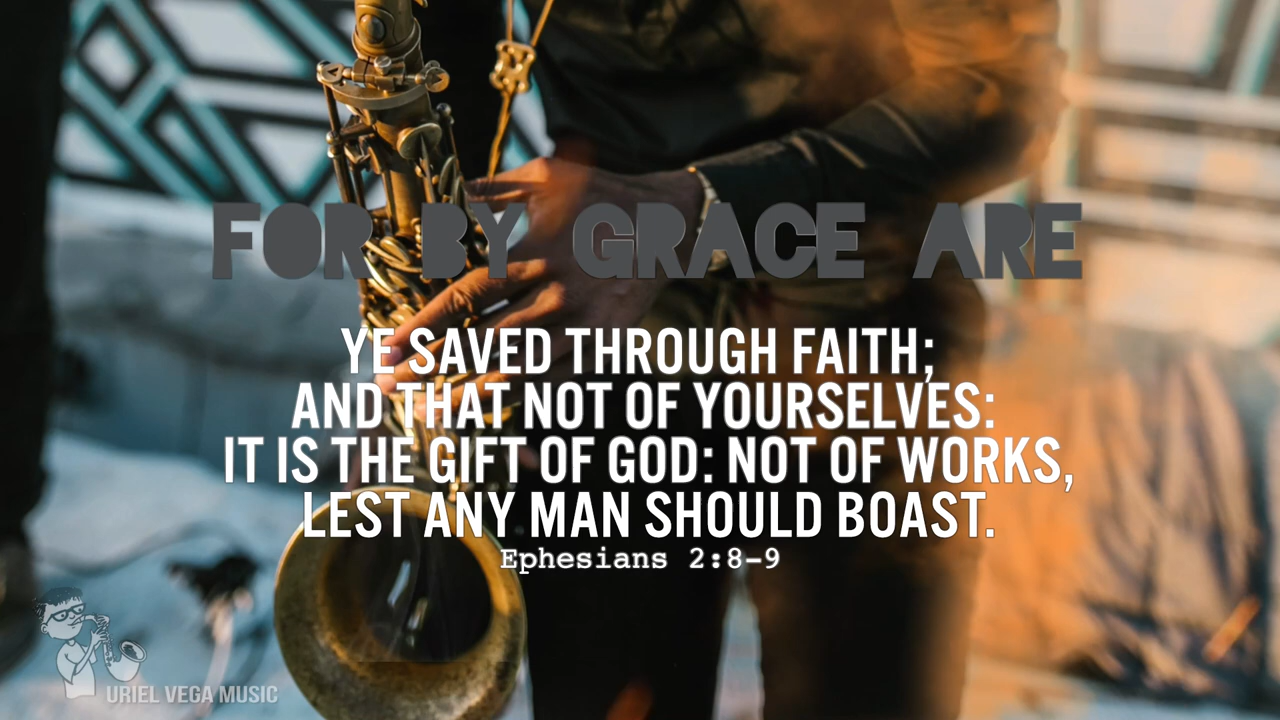 FOR BY GRACE ARE
YE SAVED THROUGH FAITH;
AND THAT NOT OF YOURSELVES:
IT IS THE GIFT OF GOD: NOT OF WORKS,
LEST ANY MAN SHOULD BOAST.
Ephesians 2:8-9
URIEL VEGA MUSIC